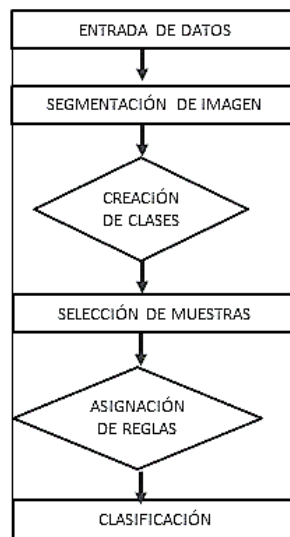 ENTRADA DE DATOS
SEGMENTACIÓN DE IMAGEN
CREACIÓN
DE CLASES
SELECCIÓN DE MUESTRAS
ASIGNACIÓN
DE REGLAS
CLASIFICACIÓN